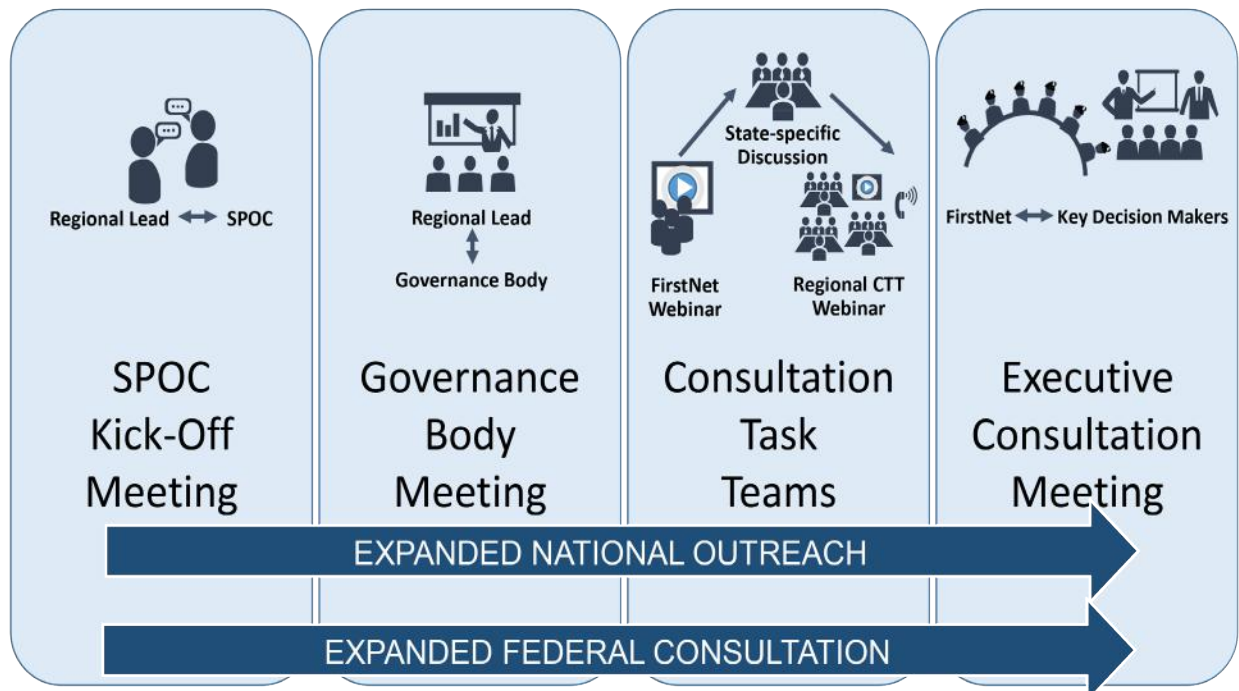 Regional Lead
SPOC
SPOC
Kick-Off
Meeting
Regional Lead
Governance Body
Governance
Body
Meeting
State-specific
Discussion
FirstNet
Webinar
Regional CTT
Webinar
Consultation
Task
Teams
FirstNet
Key Decision Makers
Executive
Consultation
Meeting
EXPANDED NATIONAL OUTREACH
EXPANDED FEDERAL CONSULTATION